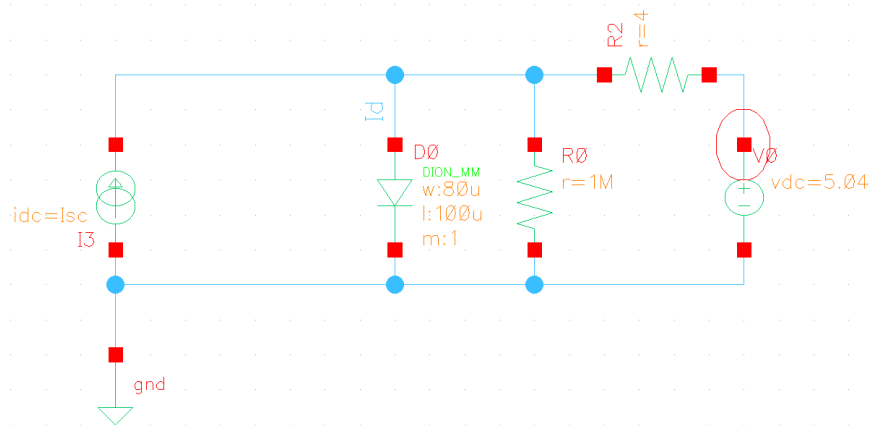 R2
r=4
Id
D0
DION_MM
w:80u
l:100u
m:1
R0
r=1M
V0
vdc=5.04
+
−
idc=Isc
I3
gnd